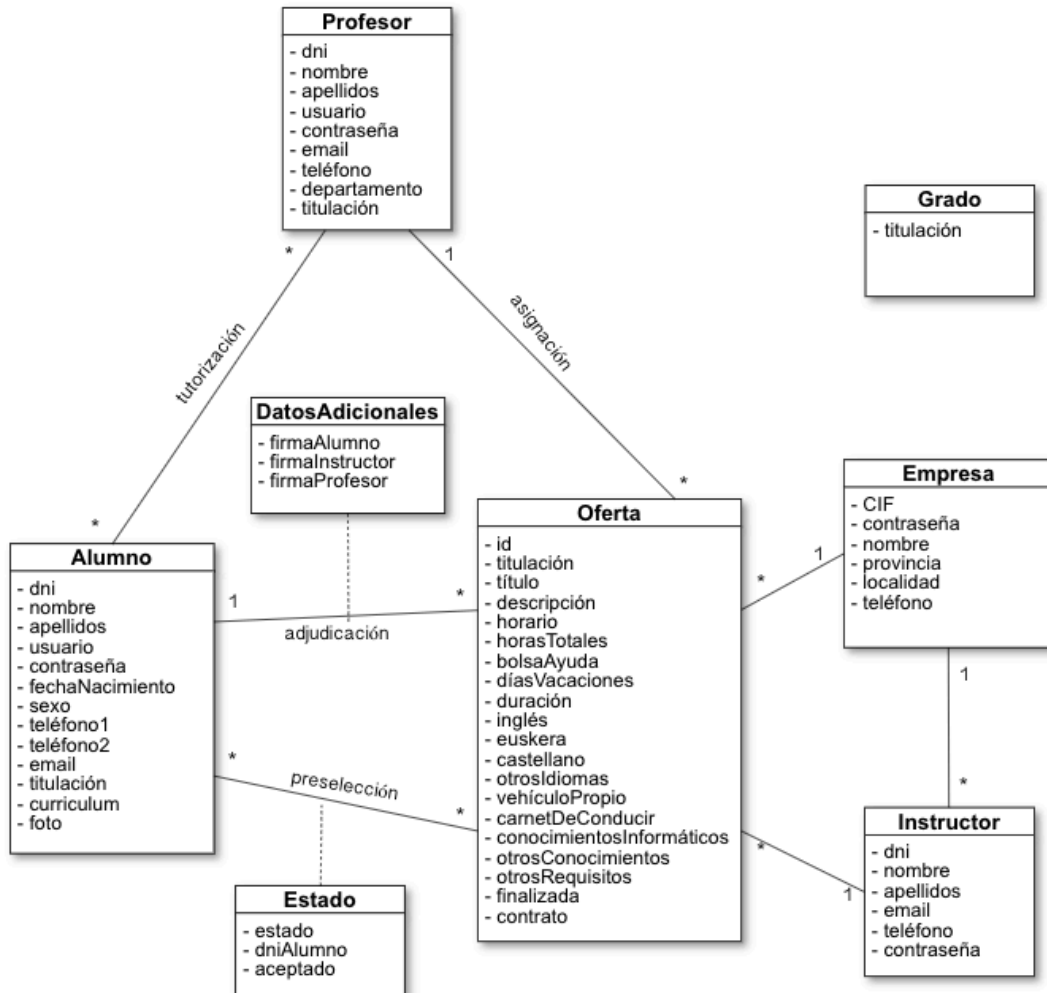 Profesor
- dni
- nombre
- apellidos
- usuario
- contraseña
- email
- teléfono
- departamento
- titulación
Grado
- titulación
*
1
tutorización
asignación
DatosAdicionales
- firmaAlumno
- firmaInstructor
- firmaProfesor
*
*
Alumno
- dni
- nombre
- apellidos
- usuario
- contraseña
- fechaNacimiento
- sexo
- teléfono1
- teléfono2
- email
- titulación
- curriculum
- foto
1
*
adjudicación
*
preselección
*
Oferta
- id
- titulación
- título
- descripción
- horario
- horasTotales
- bolsaAyuda
- díasVacaciones
- duración
- inglés
- euskera
- castellano
- otrosIdiomas
- vehículoPropio
- carnetDeConducir
- conocimientosInformáticos
- otrosConocimientos
- otrosRequisitos
- finalizada
- contrato
Empresa
- CIF
- contraseña
- nombre
- provincia
- localidad
- teléfono
*
1
1
*
Instructor
- dni
- nombre
- apellidos
- email
- teléfono
- contraseña
*
1
Estado
- estado
- dniAlumno
- aceptado